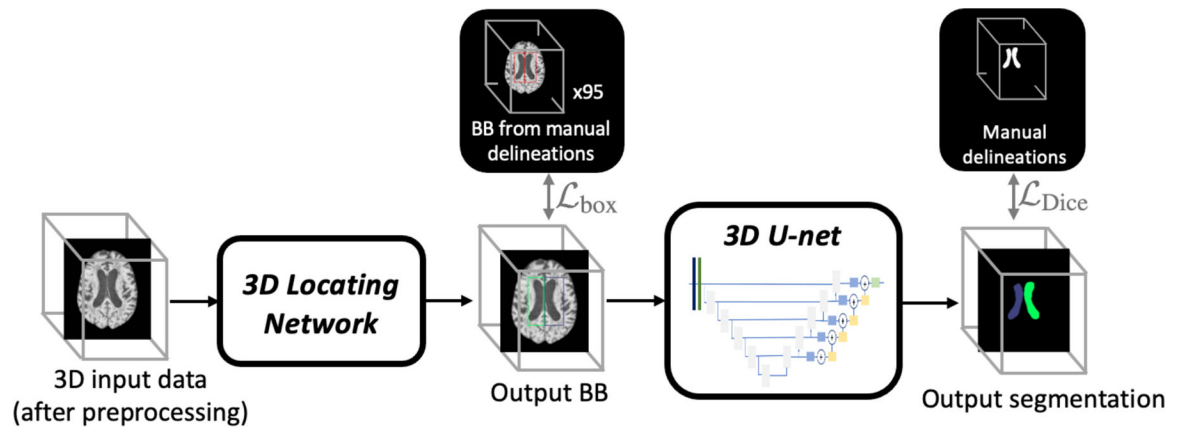 x95
BB from manual
delineations
Manual
delineations
ℒbox
ℒDice
3D Locating
Network
3D U-net
3D input data
(after preprocessing)
Output BB
Output segmentation